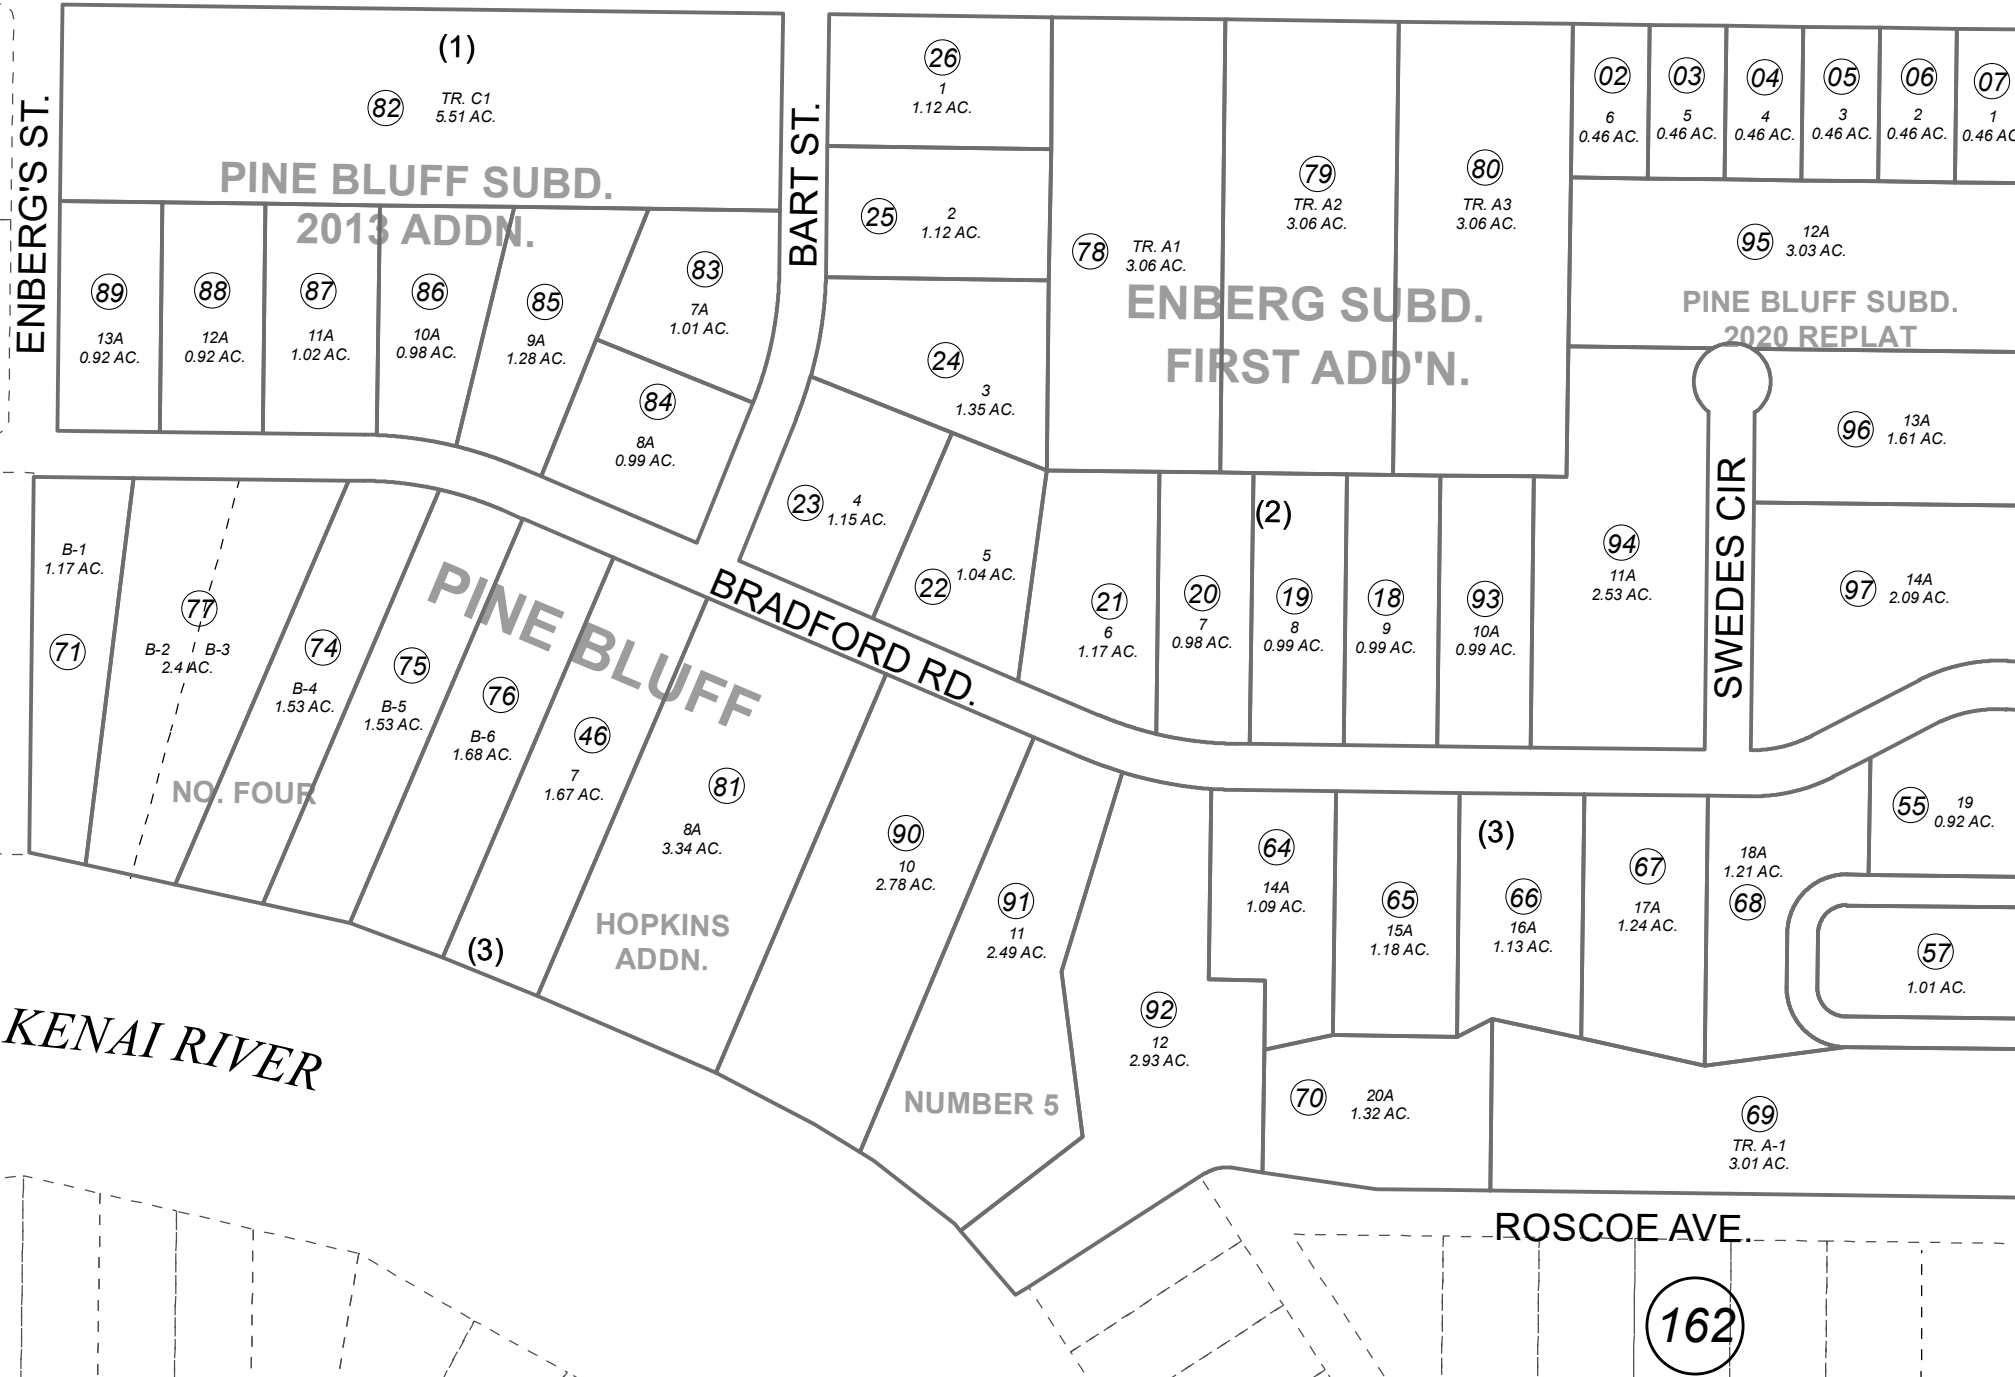 (1)
82
TR. C1
5.51 AC.
PINE BLUFF SUBD.
2013 ADDN.
ENBERG'S ST.
BART ST.
89
13A
0.92 AC.
88
12A
0.92 AC.
87
11A
1.02 AC.
86
10A
0.98 AC.
85
9A
1.28 AC.
83
7A
1.01 AC.
84
8A
0.99 AC.
26
1
1.12 AC.
25
2
1.12 AC.
24
3
1.35 AC.
23
4
1.15 AC.
22
5
1.04 AC.
78
TR. A1
3.06 AC.
79
TR. A2
3.06 AC.
80
TR. A3
3.06 AC.
ENBERG SUBD.
FIRST ADD'N.
02
6
0.46 AC.
03
5
0.46 AC.
04
4
0.46 AC.
05
3
0.46 AC.
06
2
0.46 AC.
07
1
0.46 AC
95
12A
3.03 AC.
PINE BLUFF SUBD.
2020 REPLAT
96
13A
1.61 AC.
97
14A
2.09 AC.
SWEDES CIR
94
11A
2.53 AC.
(2)
21
6
1.17 AC.
20
7
0.98 AC.
19
8
0.99 AC.
18
9
0.99 AC.
93
10A
0.99 AC.
BRADFORD RD.
PINE BLUFF
B-1
1.17 AC.
71
77
B-2 B-3
2.4 AC.
74
B-4
1.53 AC.
75
B-5
1.53 AC.
76
B-6
1.68 AC.
NO. FOUR
46
7
1.67 AC.
81
8A
3.34 AC.
HOPKINS
ADDN.
(3)
90
10
2.78 AC.
91
11
2.49 AC.
NUMBER 5
92
12
2.93 AC.
64
14A
1.09 AC.
65
15A
1.18 AC.
(3)
66
16A
1.13 AC.
67
17A
1.24 AC.
18A
1.21 AC.
68
55
19
0.92 AC.
57
1.01 AC.
70
20A
1.32 AC.
69
TR. A-1
3.01 AC.
KENAI RIVER
ROSCOE AVE.
162